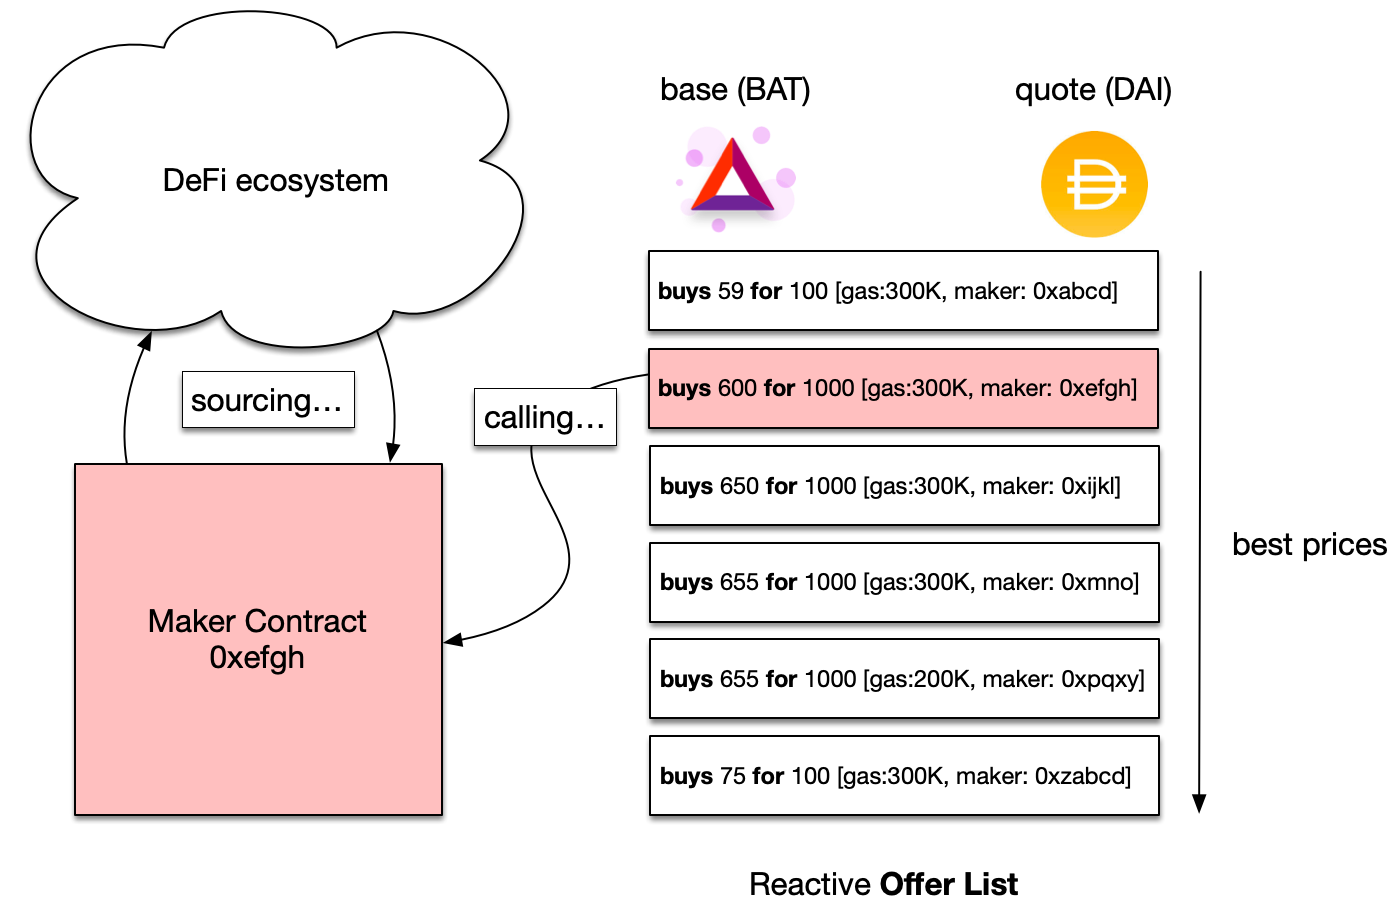 DeFi ecosystem
sourcing...
calling...
Maker Contract
0xefgh
base (BAT)
quote (DAI)
buys 59 for 100 [gas:300K, maker: 0xabcd]
buys 600 for 1000 [gas:300K, maker: 0xefgh]
buys 650 for 1000 [gas:300K, maker: 0xijkl]
buys 655 for 1000 [gas:300K, maker: 0xmno]
buys 655 for 1000 [gas:200K, maker: 0xpqxy]
buys 75 for 100 [gas:300K, maker: 0xzabcd]
best prices
Reactive Offer List